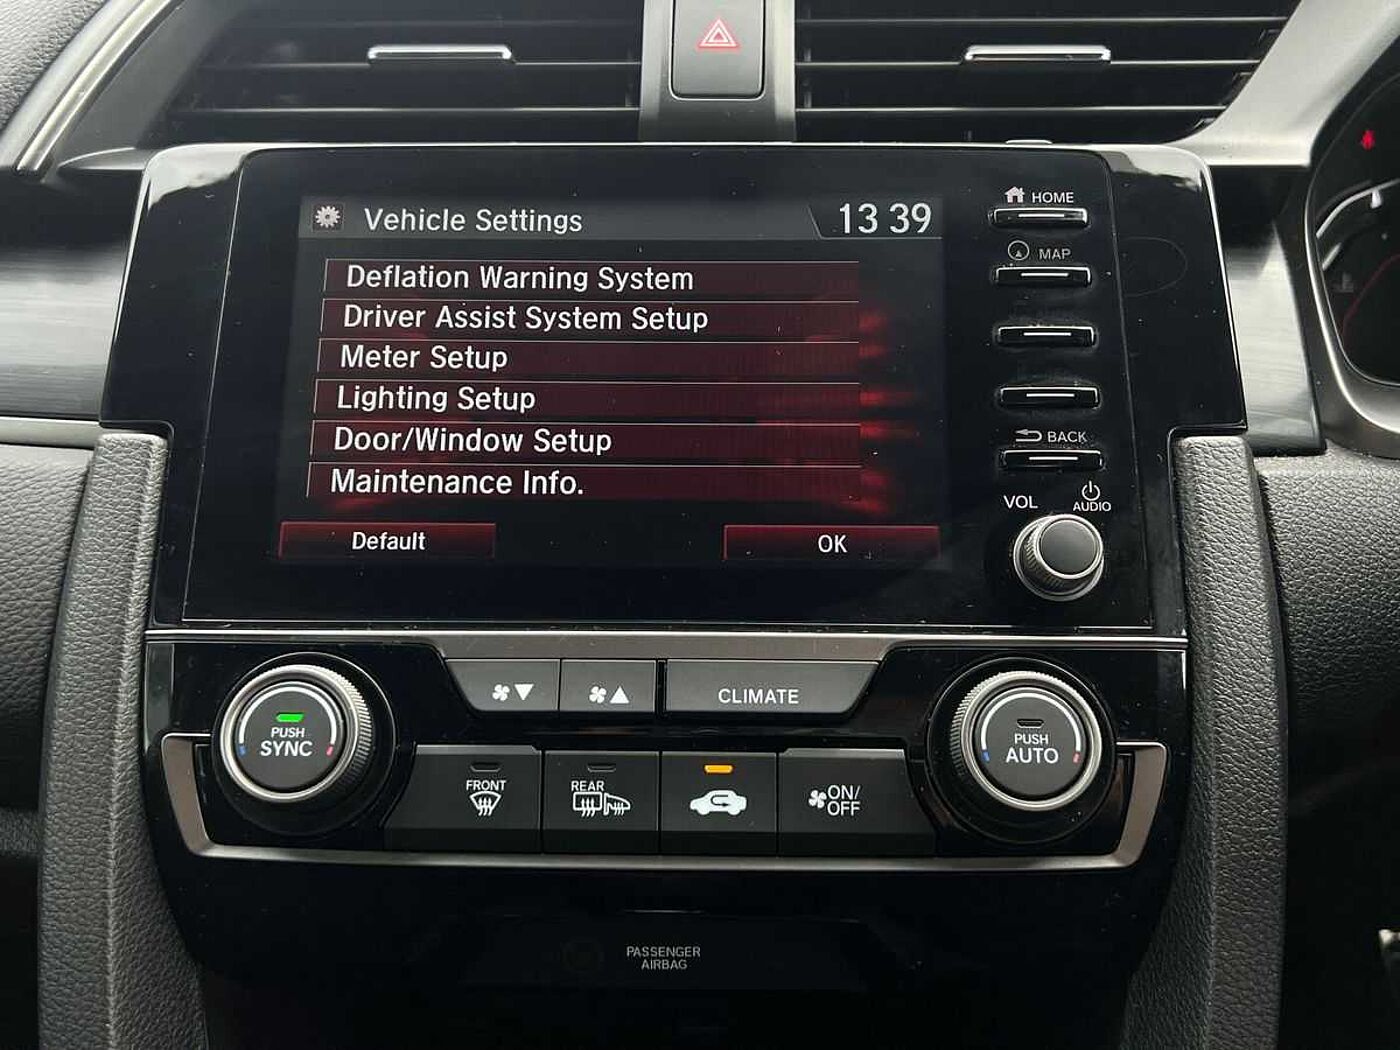 Vehicle Settings
13 39
HOME
MAP
Deflation Warning System
Driver Assist System Setup
Meter Setup
Lighting Setup
Door/Window Setup
Maintenance Info.
BACK
VOL
AUDIO
Default
OK
CLIMATE
PUSH
SYNC
PUSH
AUTO
FRONT
REAR
ON/
OFF
PASSENGER
AIRBAG